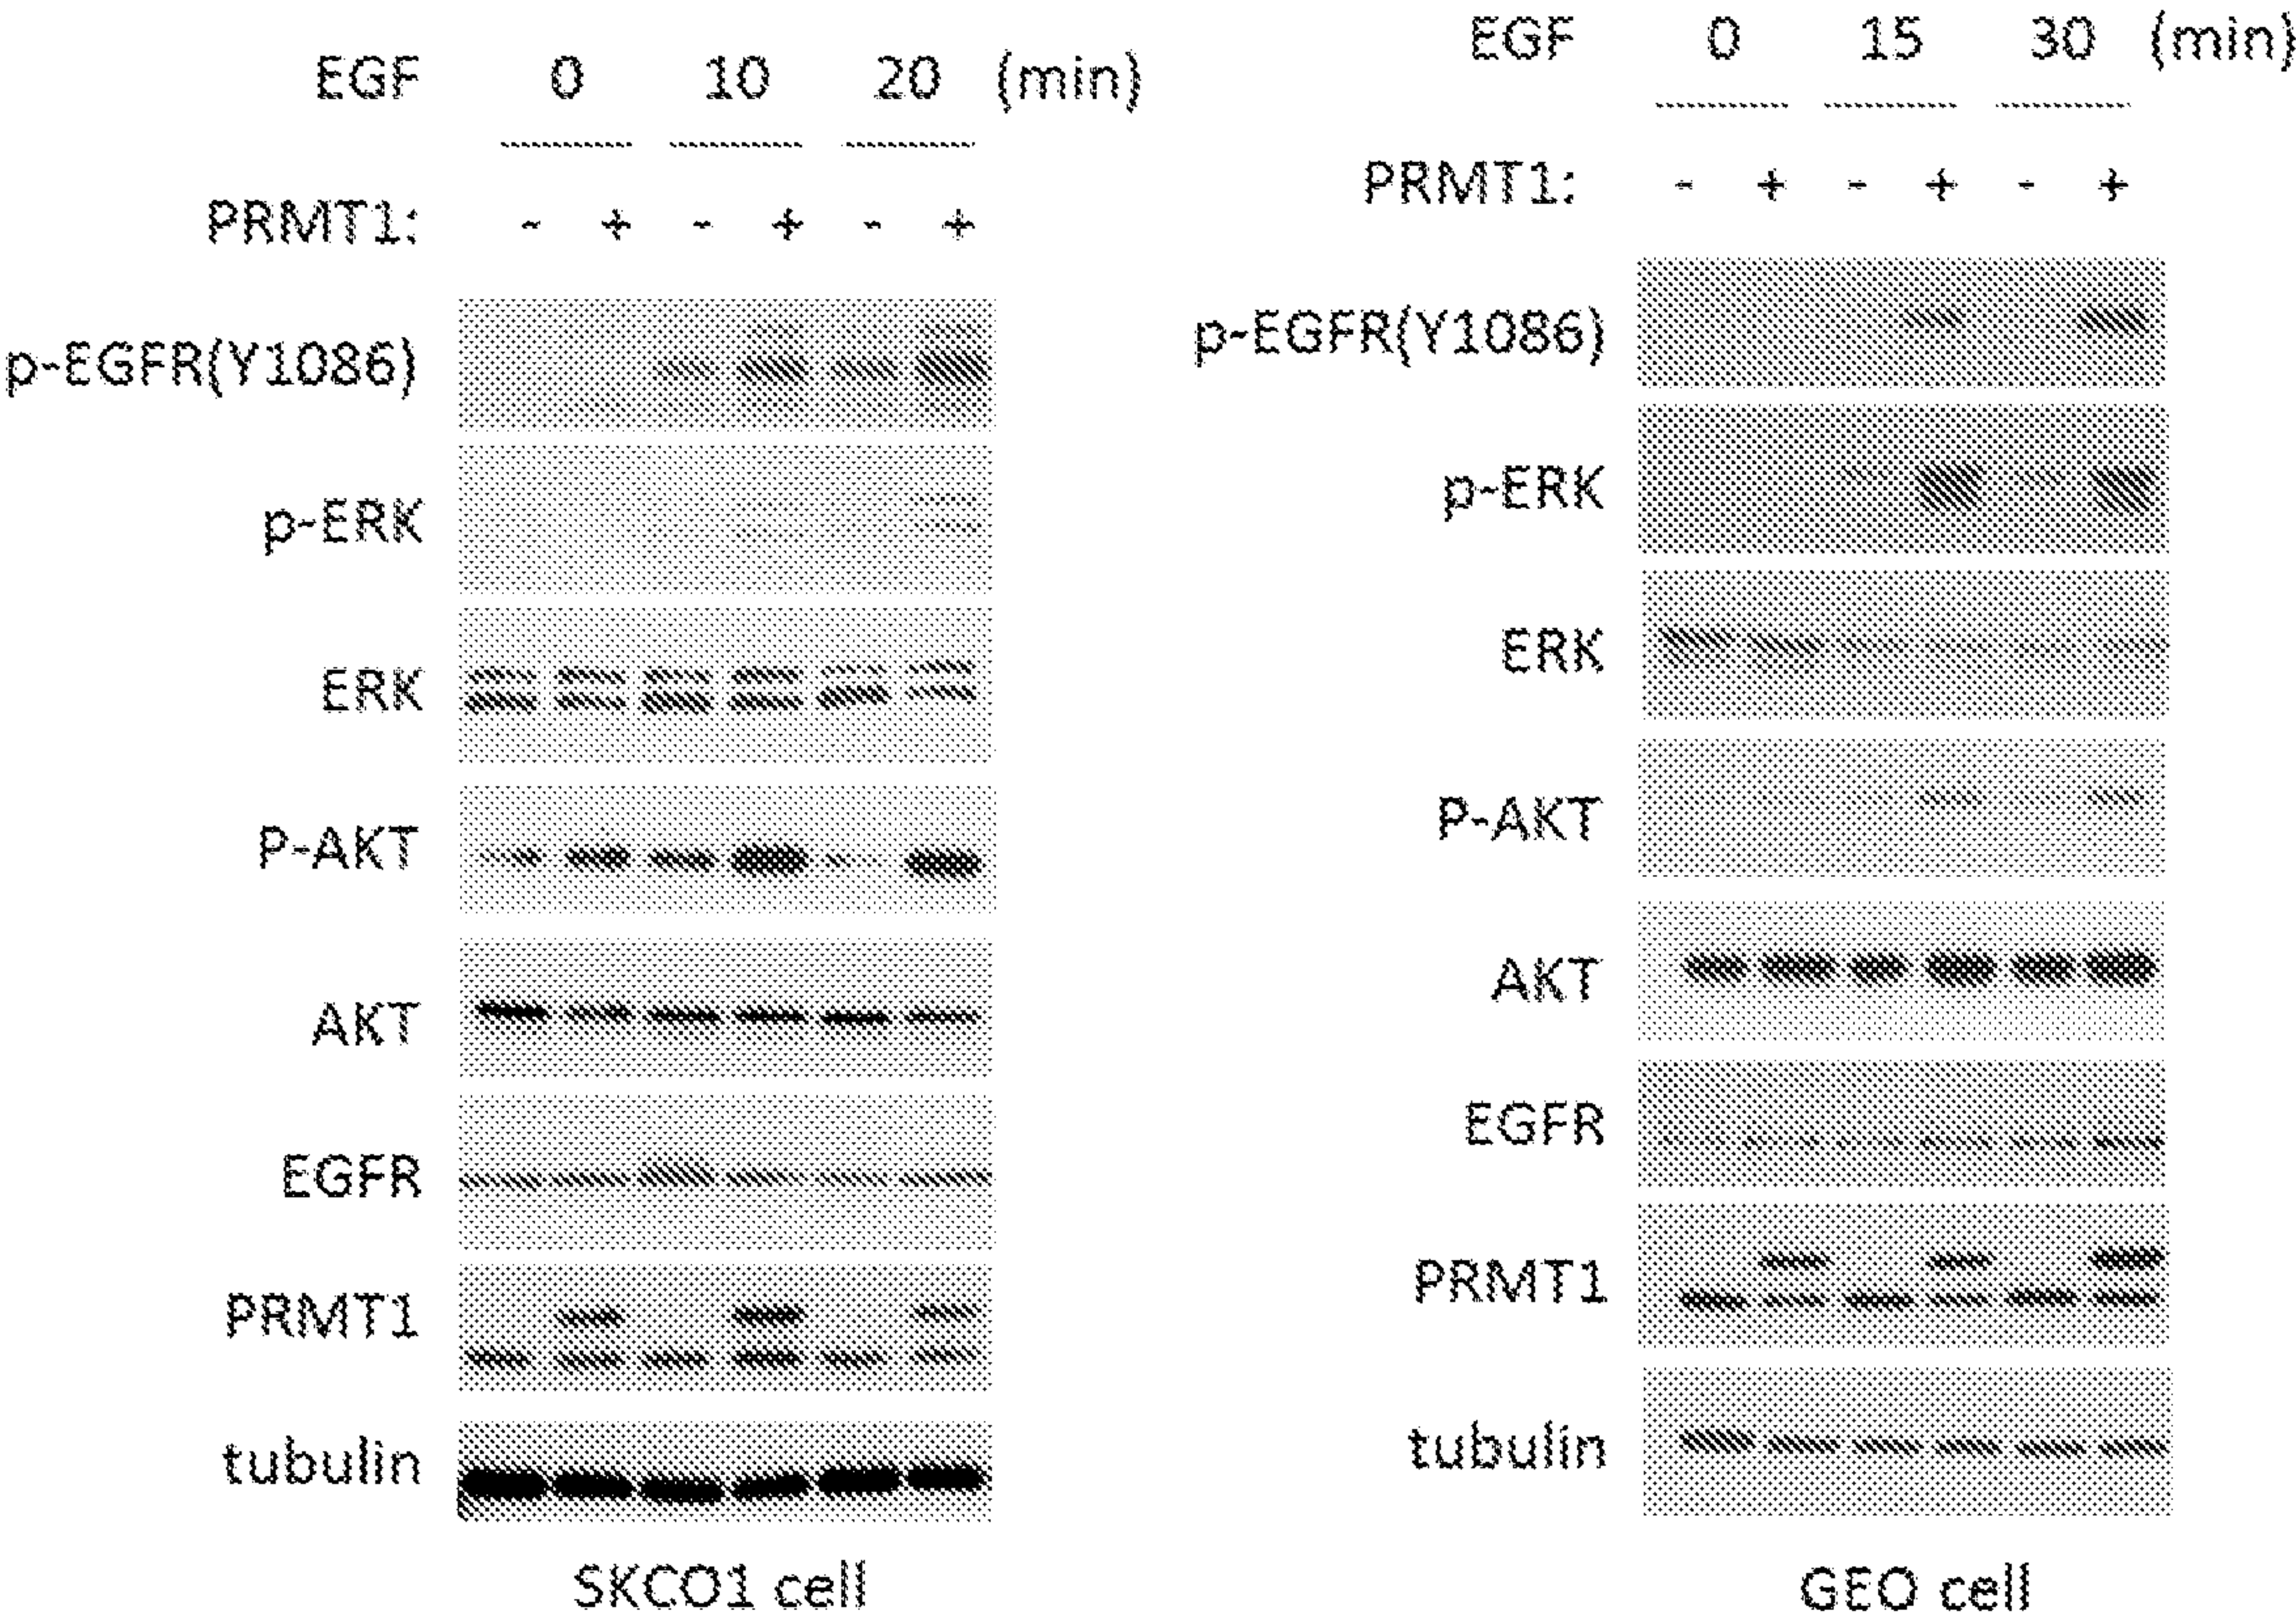 EGF 0 10 20 (min)
PRMT1: - + - + - +
p-EGFR(Y1086)
p-ERK
ERK
P-AKT
AKT
EGFR
PRMT1
tubulin
SKCO1 cell
EGF 0 15 30 (min)
PRMT1: - + - + - +
p-EGFR(Y1086)
p-ERK
ERK
P-AKT
AKT
EGFR
PRMT1
tubulin
GEO cell